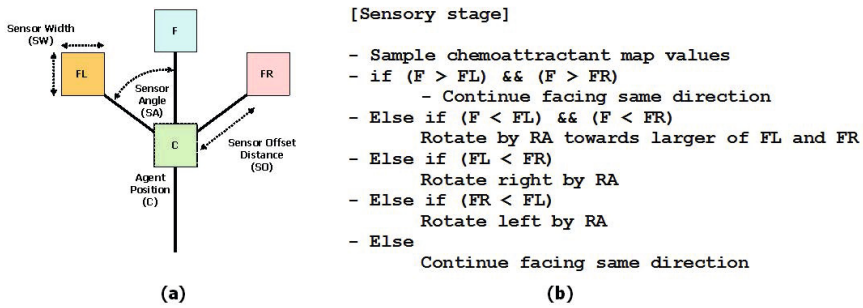 Sensor Width
(SW)
F
FL
FR
Sensor
Angle
(SA)
C
Sensor Offset
Distance
(SO)
Agent
Position
(C)
(a)
[Sensory stage]
- Sample chemoattractant map values
- if (F > FL) && (F > FR)
- Continue facing same direction
- Else if (F < FL) && (F < FR)
Rotate by RA towards larger of FL and FR
- Else if (FL < FR)
Rotate right by RA
- Else if (FR < FL)
Rotate left by RA
- Else
Continue facing same direction
(b)